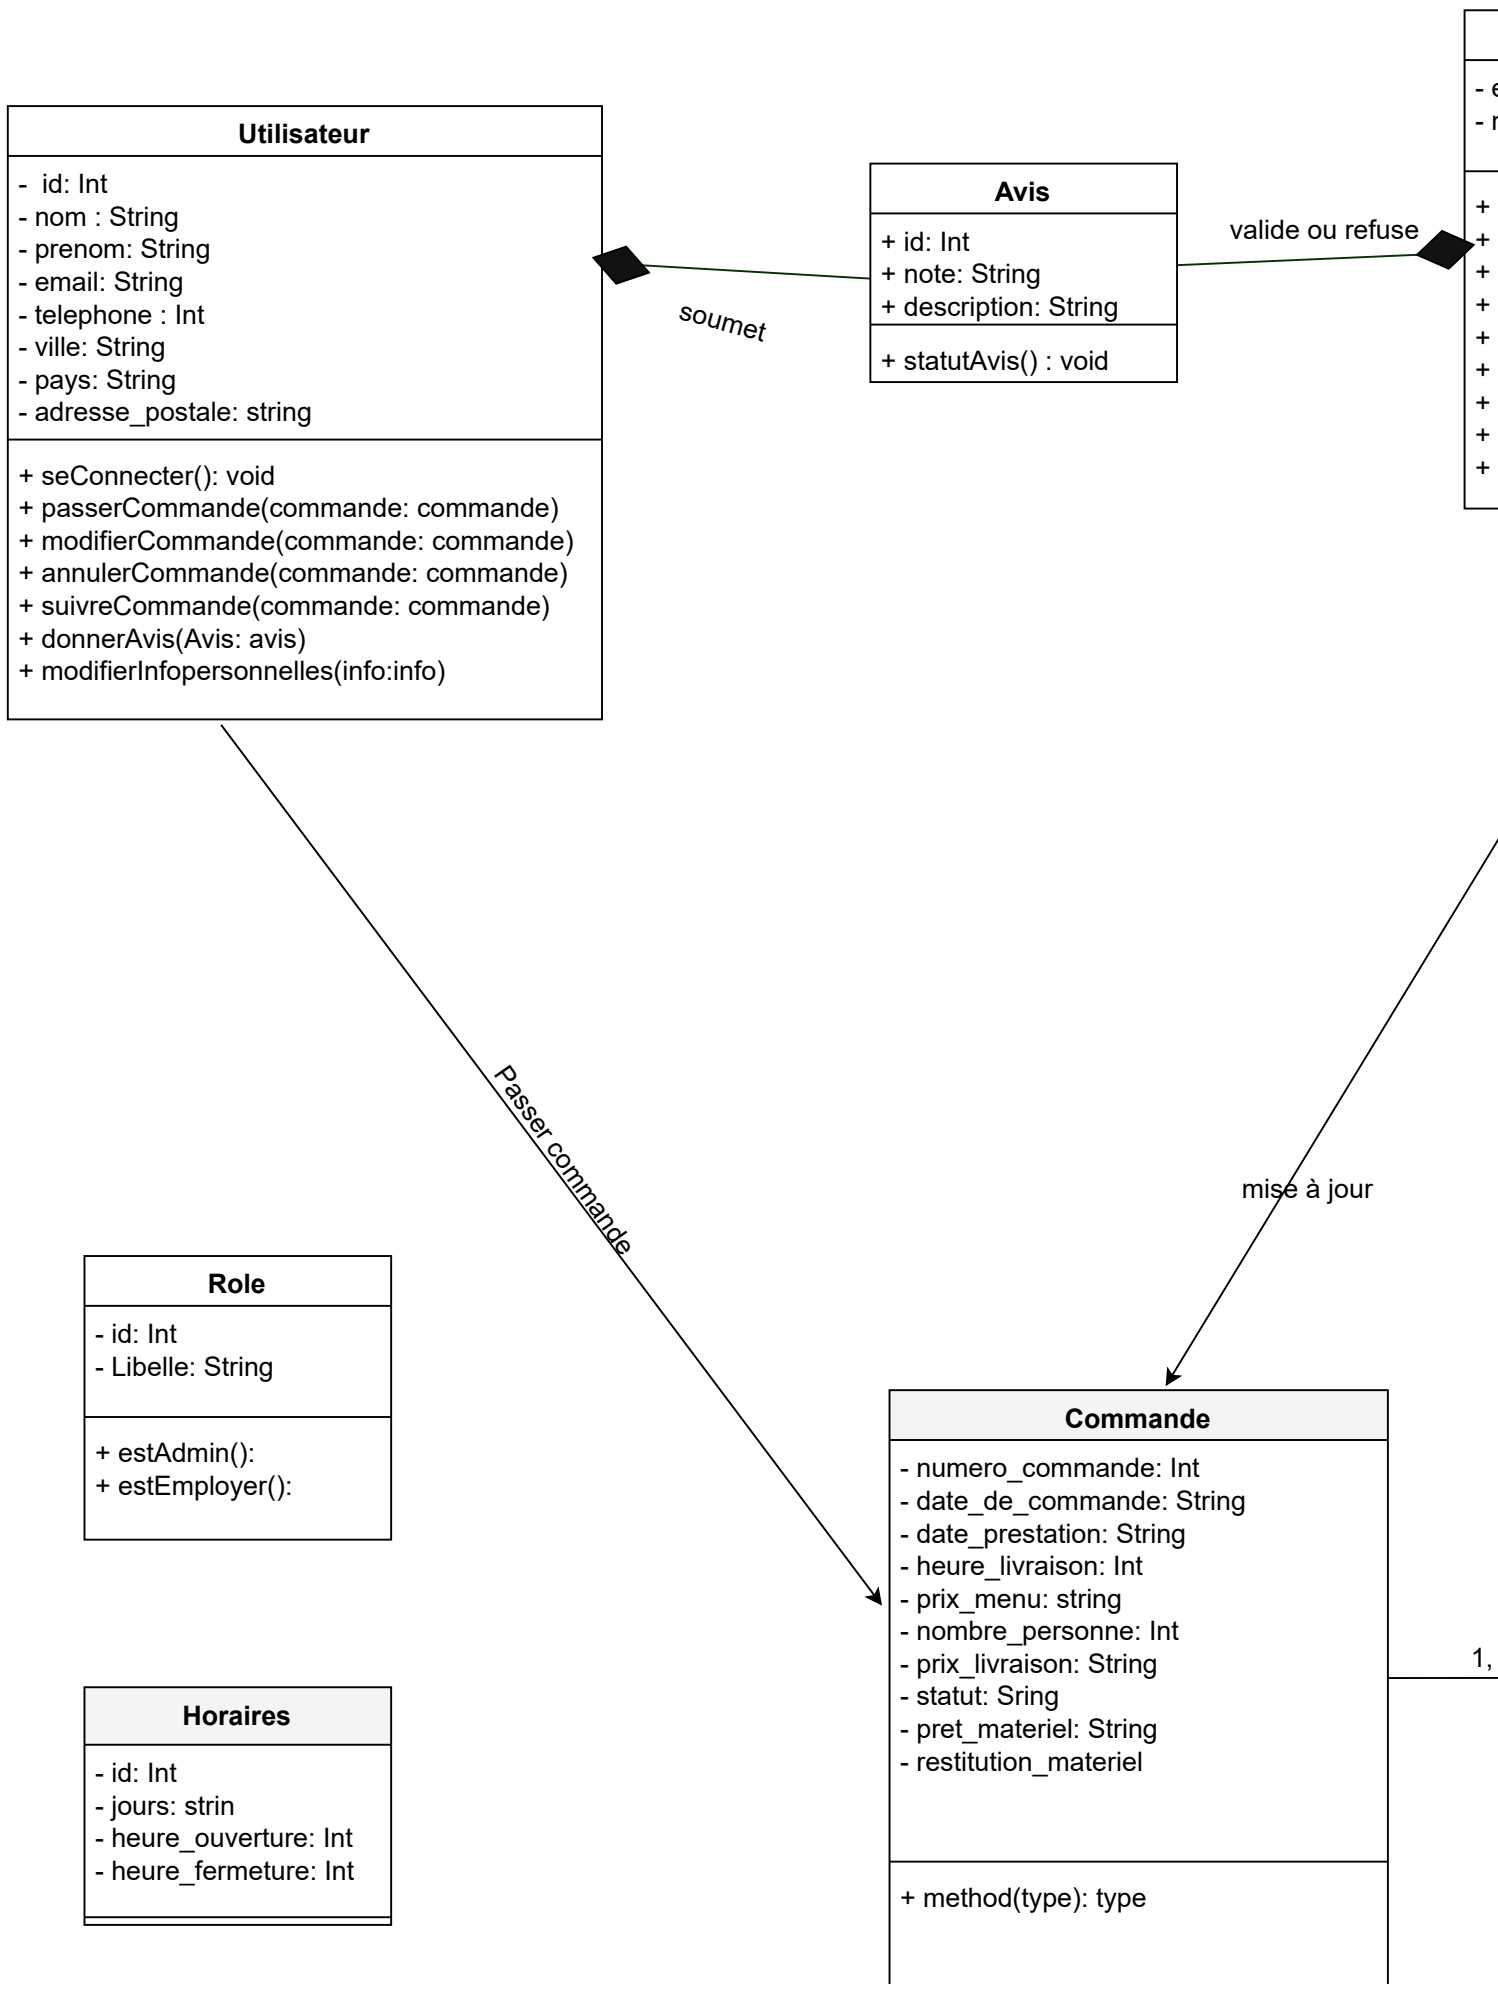 Utilisateur
-  id: Int
- nom : String
- prenom: String
- email: String
- telephone : Int
- ville: String
- pays: String
- adresse_postale: string
+ seConnecter(): void
+ passerCommande(commande: commande)
+ modifierCommande(commande: commande)
+ annulerCommande(commande: commande)
+ suivreCommande(commande: commande)
+ donnerAvis(Avis: avis)
+ modifierInfopersonnelles(info:info)
soumet
Avis
+ id: Int
+ note: String
+ description: String
+ statutAvis() : void
valide ou refuse
-
-
+
+
+
+
+
+
+
+
+
Passer commande
mise à jour
Role
- id: Int
- Libelle: String
+ estAdmin():
+ estEmployer():
Horaires
- id: Int
- jours: strin
- heure_ouverture: Int
- heure_fermeture: Int
Commande
- numero_commande: Int
- date_de_commande: String
- date_prestation: String
- heure_livraison: Int
- prix_menu: string
- nombre_personne: Int
- prix_livraison: String
- statut: Sring
- pret_materiel: String
- restitution_materiel
+ method(type): type
1,